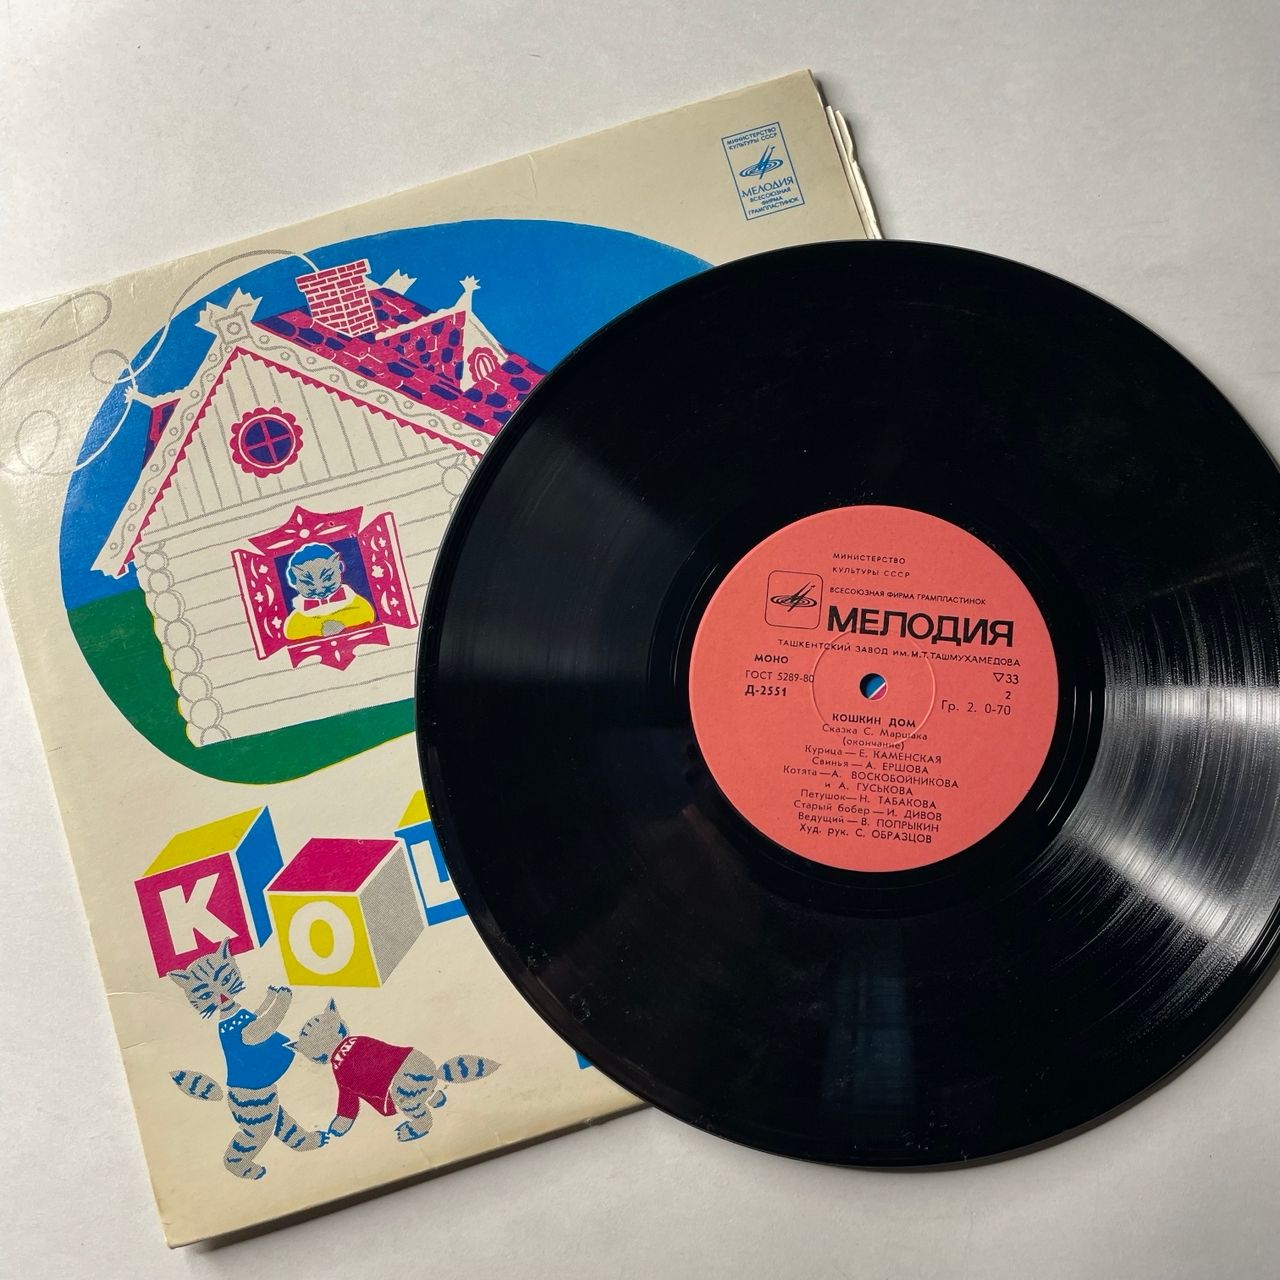 МИНИСТЕРСТВО
КУЛЬТУРЫ СССР
МЕЛОДИЯ
ВСЕСОЮЗНАЯ
ФИРМА
ГРАМПЛАСТИНОК
К О
МИНИСТЕРСТВО
КУЛЬТУРЫ СССР
ВСЕСОЮЗНАЯ ФИРМА ГРАМПЛАСТИНОК
МЕЛОДИЯ
ТАШКЕНТСКИЙ ЗАВОД ИМ. М.Т. ТАШМУХАМЕДОВА
МОНО
ГОСТ 5289-80
Д-2551
▽33
2
Гр. 2. 0-70
КОШКИН ДОМ
Сказка С. Маршака
(окончание)
Курица — Е. КАМЕНСКАЯ
Свинья — А. ЕРШОВА
Котята — А. ВОСКОБОЙНИКОВА
и А. ГУСЬКОВА
Петушок — Н. ТАБАКОВА
Старый бобер — И. ДИВОВ
Ведущий — В. ПОПРЫКИН
Худ. рук. С. ОБРАЗЦОВ